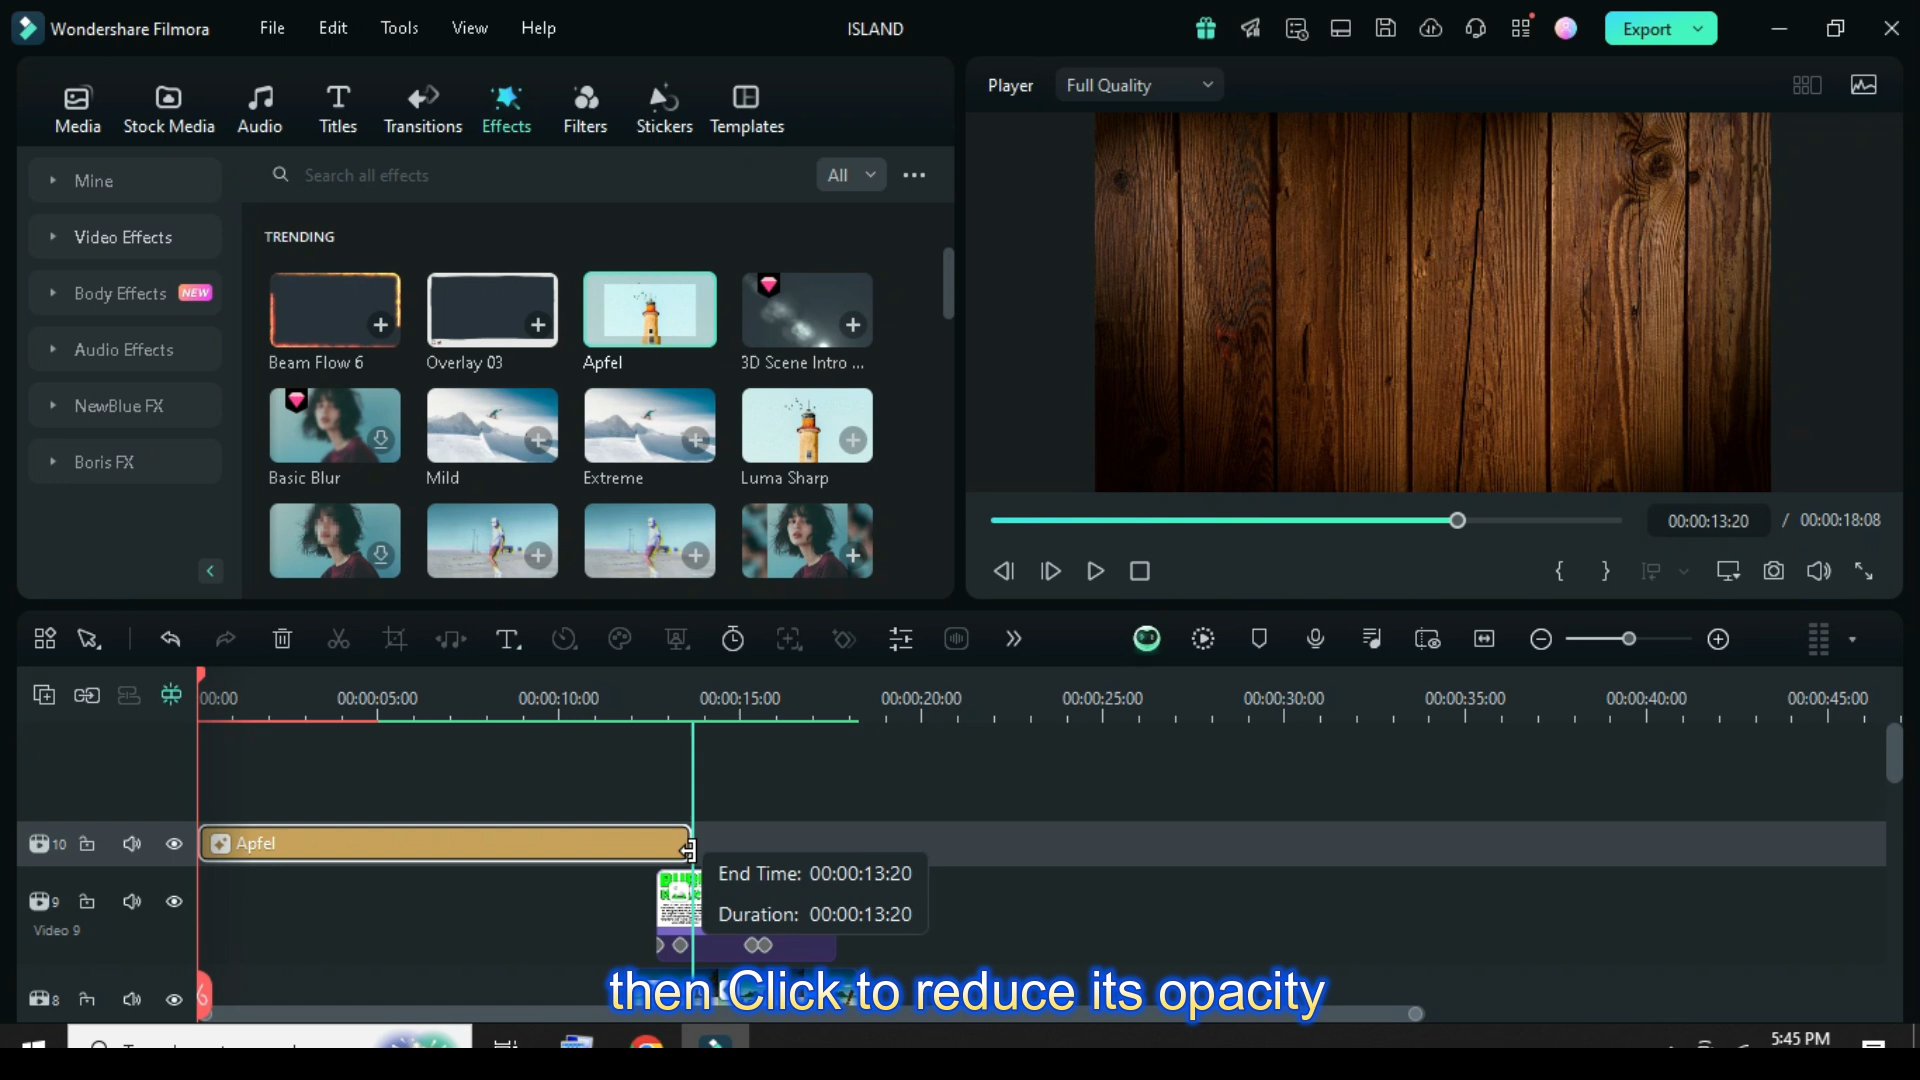 Wondershare Filmora
File
Edit
Tools
View
Help
ISLAND
Export
Media
Stock Media
Audio
Titles
Transitions
Effects
Filters
Stickers
Templates
Player
Full Quality
Mine
Video Effects
Body Effects NEW
Audio Effects
NewBlue FX
Boris FX
Search all effects
All
TRENDING
Beam Flow 6
Overlay 03
Apfel
3D Scene Intro ...
Basic Blur
Mild
Extreme
Luma Sharp
00:00:13:20 / 00:00:18:08
00:00
00:00:05:00
00:00:10:00
00:00:15:00
00:00:20:00
00:00:25:00
00:00:30:00
00:00:35:00
00:00:40:00
00:00:45:00
10
Apfel
End Time: 00:00:13:20
Duration: 00:00:13:20
9
Video 9
8
then Click to reduce its opacity
5:45 PM